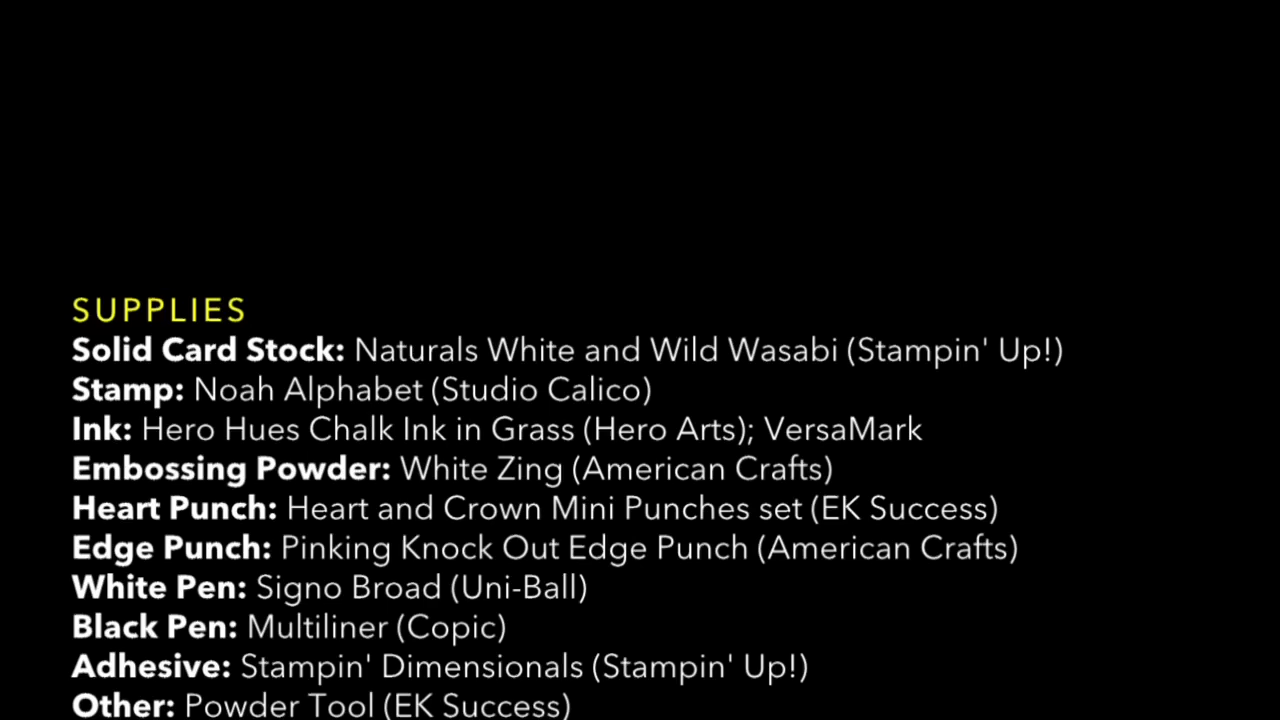 SUPPLIES
Solid Card Stock: Naturals White and Wild Wasabi (Stampin' Up!)
Stamp: Noah Alphabet (Studio Calico)
Ink: Hero Hues Chalk Ink in Grass (Hero Arts); VersaMark
Embossing Powder: White Zing (American Crafts)
Heart Punch: Heart and Crown Mini Punches set (EK Success)
Edge Punch: Pinking Knock Out Edge Punch (American Crafts)
White Pen: Signo Broad (Uni-Ball)
Black Pen: Multiliner (Copic)
Adhesive: Stampin' Dimensionals (Stampin' Up!)
Other: Powder Tool (EK Success)